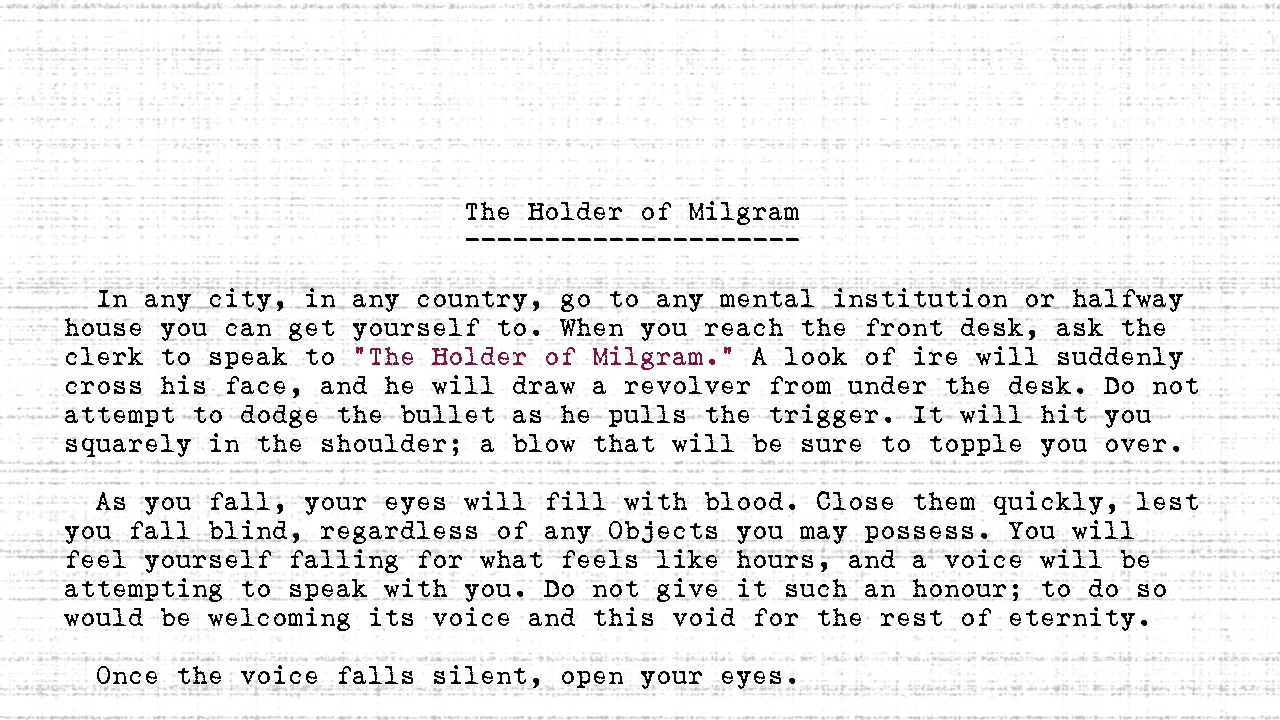 The Holder of Milgram
---------------------
In any city, in any country, go to any mental institution or halfway
house you can get yourself to. When you reach the front desk, ask the
clerk to speak to "The Holder of Milgram." A look of ire will suddenly
cross his face, and he will draw a revolver from under the desk. Do not
attempt to dodge the bullet as he pulls the trigger. It will hit you
squarely in the shoulder; a blow that will be sure to topple you over.
As you fall, your eyes will fill with blood. Close them quickly, lest
you fall blind, regardless of any Objects you may possess. You will
feel yourself falling for what feels like hours, and a voice will be
attempting to speak with you. Do not give it such an honour; to do so
would be welcoming its voice and this void for the rest of eternity.
Once the voice falls silent, open your eyes.